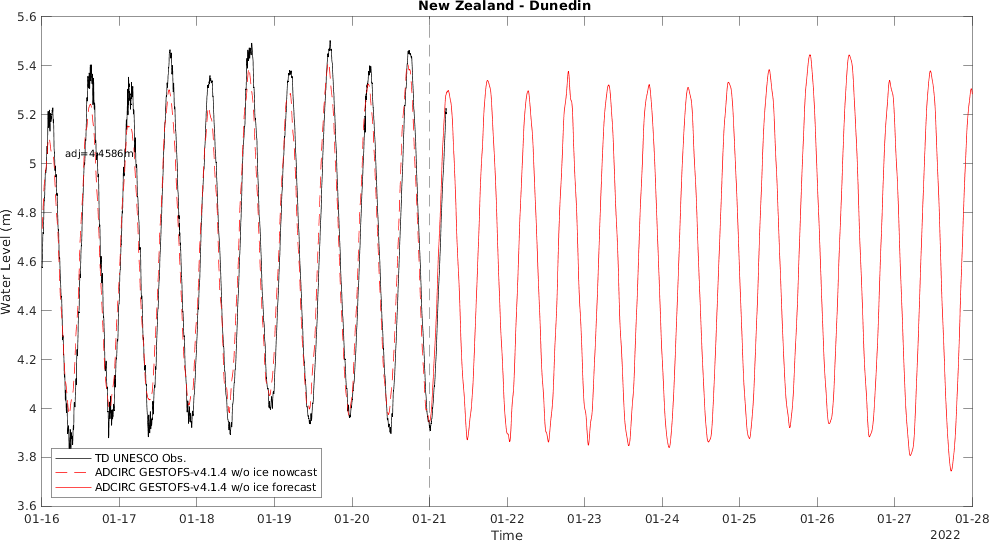 New Zealand - Dunedin
Water Level (m)
5.6
5.4
5.2
5
4.8
4.6
4.4
4.2
4
3.8
3.6
adj=4.4586m
TD UNESCO Obs.
ADCIRC GESTOFS-v4.1.4 w/o ice nowcast
ADCIRC GESTOFS-v4.1.4 w/o ice forecast
01-16 01-17 01-18 01-19 01-20 01-21 01-22 01-23 01-24 01-25 01-26 01-27 01-28
Time
2022